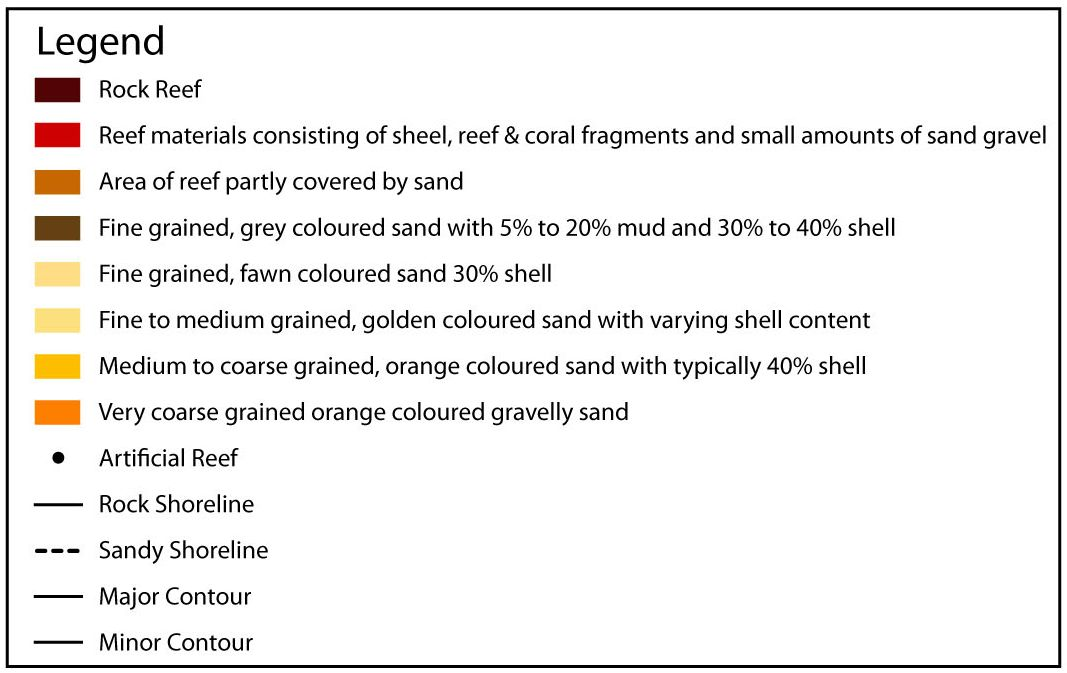 Legend
Rock Reef
Reef materials consisting of sheel, reef & coral fragments and small amounts of sand gravel
Area of reef partly covered by sand
Fine grained, grey coloured sand with 5% to 20% mud and 30% to 40% shell
Fine grained, fawn coloured sand 30% shell
Fine to medium grained, golden coloured sand with varying shell content
Medium to coarse grained, orange coloured sand with typically 40% shell
Very coarse grained orange coloured gravelly sand
Artificial Reef
Rock Shoreline
Sandy Shoreline
Major Contour
Minor Contour